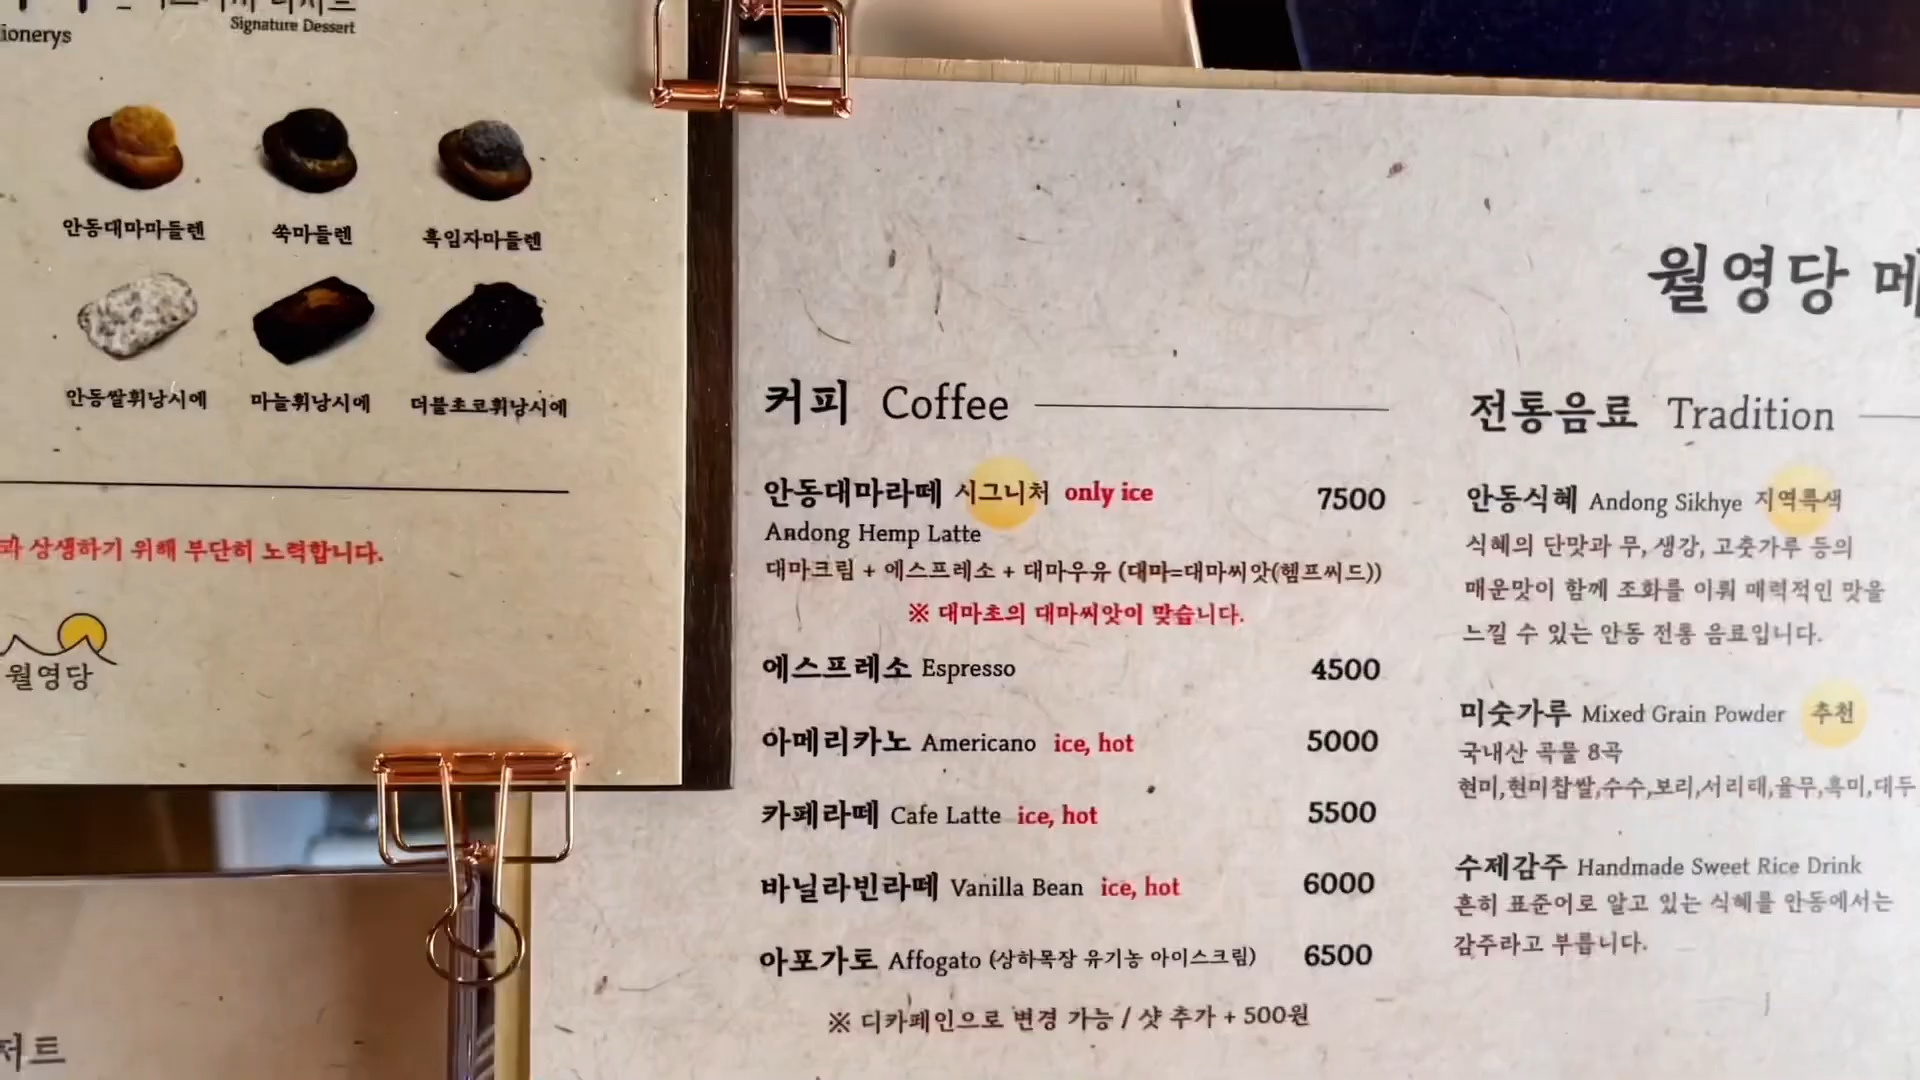 ionerys
Signature Dessert
안동대마마들렌 쑥마들렌 흑임자마들렌
안동쌀휘낭시에 마늘휘낭시에 더블초코휘낭시에
과 상생하기 위해 부단히 노력합니다.
월영당
저트
월영당 메
커피 Coffee
안동대마라떼 시그니처 only ice 7500
Andong Hemp Latte
대마크림 + 에스프레소 + 대마우유 (대마=대마씨앗(헴프씨드))
※ 대마초의 대마씨앗이 맞습니다.
에스프레소 Espresso 4500
아메리카노 Americano ice, hot 5000
카페라떼 Cafe Latte ice, hot 5500
바닐라빈라떼 Vanilla Bean ice, hot 6000
아포가토 Affogato (상하목장 유기농 아이스크림) 6500
※ 디카페인으로 변경 가능 / 샷 추가 + 500원
전통음료 Tradition
안동식혜 Andong Sikhye 지역특색
식혜의 단맛과 무, 생강, 고춧가루 등의
매운맛이 함께 조화를 이뤄 매력적인 맛을
느낄 수 있는 안동 전통 음료입니다.
미숫가루 Mixed Grain Powder 추천
국내산 곡물 8곡
현미,현미찹쌀,수수,보리,서리태,율무,흑미,대두
수제감주 Handmade Sweet Rice Drink
흔히 표준어로 알고 있는 식혜를 안동에서는
감주라고 부릅니다.